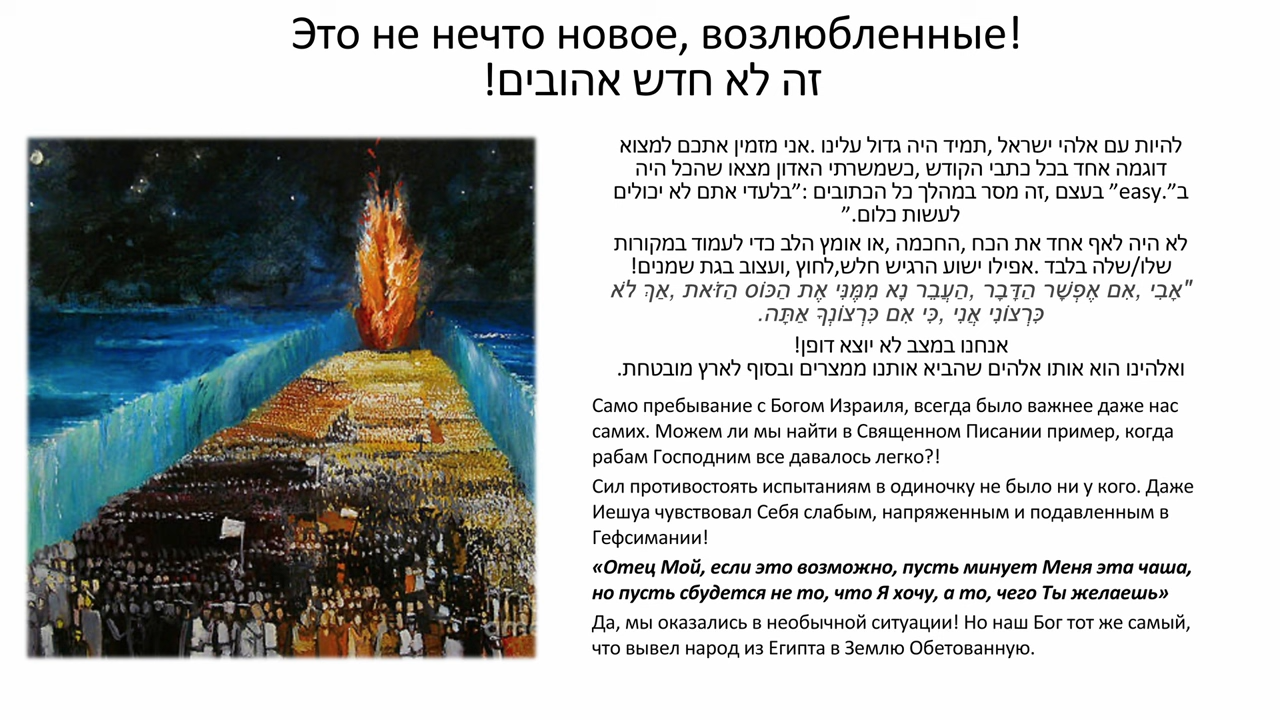 Это не нечто новое, возлюбленные!
זה לא חדש אהובים!
להיות עם אלהי ישראל ,תמיד היה גדול עלינו .אני מזמין אתכם למצוא
דוגמה אחד בכל כתבי הקודש ,כשמשרתי האדון מצאו שהכל היה
ב”.easy” בעצם ,זה מסר במהלך כל הכתובים :”בלעדי אתם לא יכולים
לעשות כלום.”
לא היה לאף אחד את הכח ,החכמה ,או אומץ הלב כדי לעמוד במקורות
שלו/שלה בלבד .אפילו ישוע הרגיש חלש,לחוץ ,ועצוב בגת שמנים!
"אָבִי ,אִם אֶפְשָׁר הַדָּבָר ,הַעֲבֵר נָא מִמֶּנִּי אֶת הַכּוֹס הַזֹּאת ,אַךְ לֹא
כִּרְצוֹנִי אֲנִי ,כִּי אִם כִּרְצוֹנְךָ אַתָּה.
אנחנו במצב לא יוצא דופן!
ואלהינו הוא אותו אלהים שהביא אותנו ממצרים ובסוף לארץ מובטחת.
Само пребывание с Богом Израиля, всегда было важнее даже нас
самих. Можем ли мы найти в Священном Писании пример, когда
рабам Господним все давалось легко?!
Сил противостоять испытаниям в одиночку не было ни у кого. Даже
Иешуа чувствовал Себя слабым, напряженным и подавленным в
Гефсимании!
«Отец Мой, если это возможно, пусть минует Меня эта чаша,
но пусть сбудется не то, что Я хочу, а то, чего Ты желаешь»
Да, мы оказались в необычной ситуации! Но наш Бог тот же самый,
что вывел народ из Египта в Землю Обетованную.